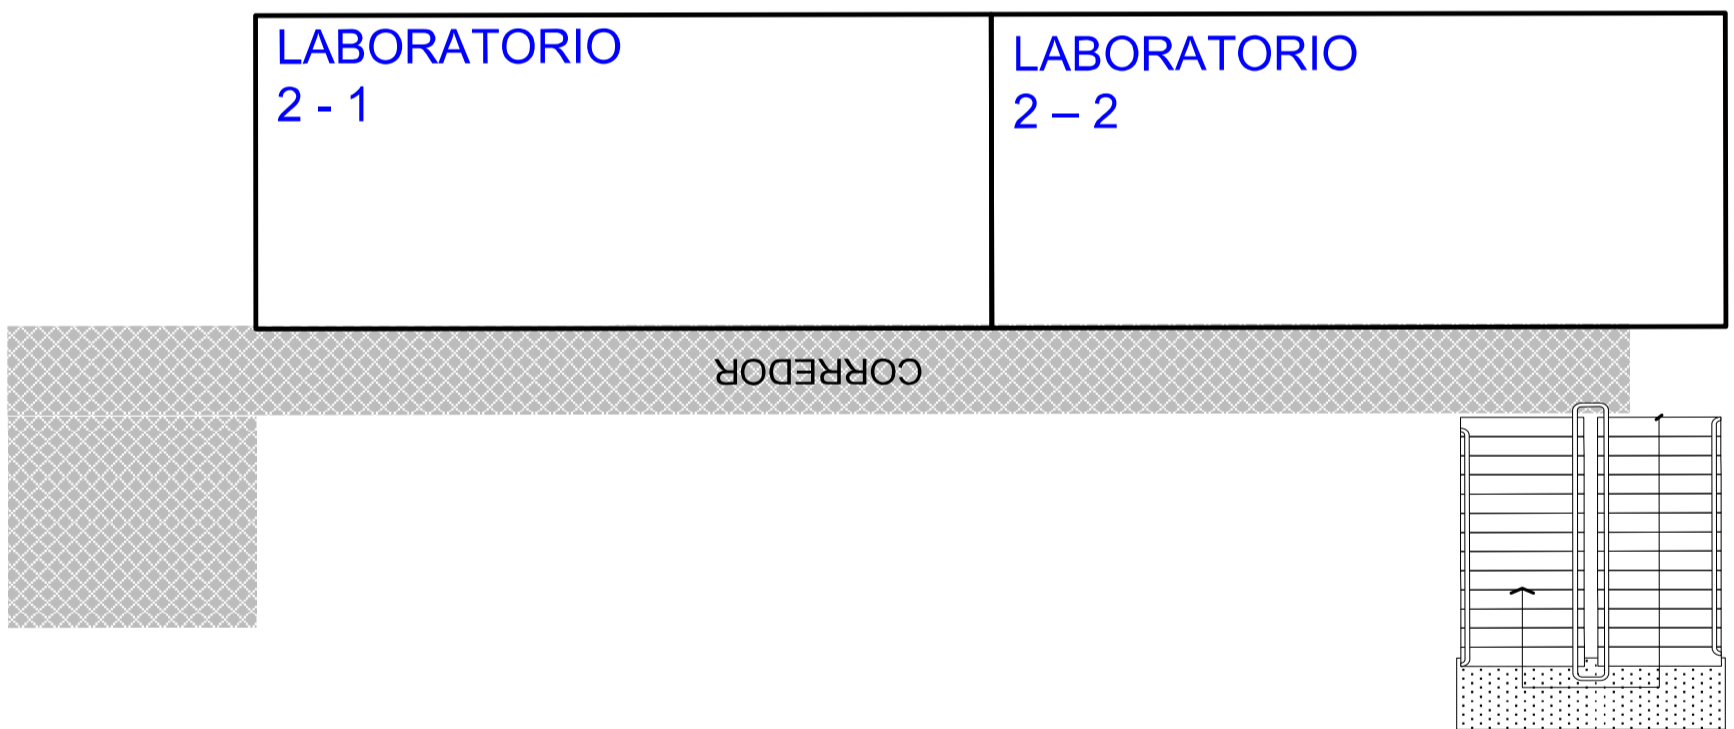 LABORATORIO
2 - 1
LABORATORIO
2 – 2
CORREDOR